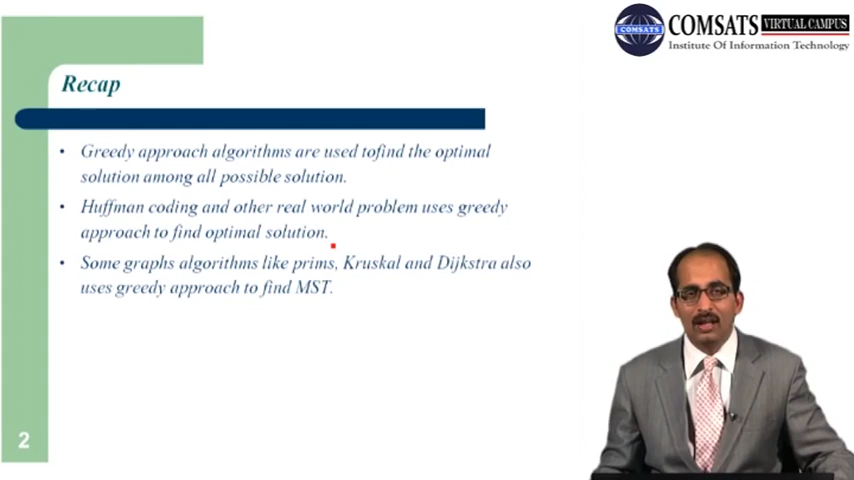 COMSATS VIRTUAL CAMPUS
COMSATS
Institute Of Information Technology
Recap
• Greedy approach algorithms are used tofind the optimal
solution among all possible solution.
• Huffman coding and other real world problem uses greedy
approach to find optimal solution.
• Some graphs algorithms like prims, Kruskal and Dijkstra also
uses greedy approach to find MST.
2